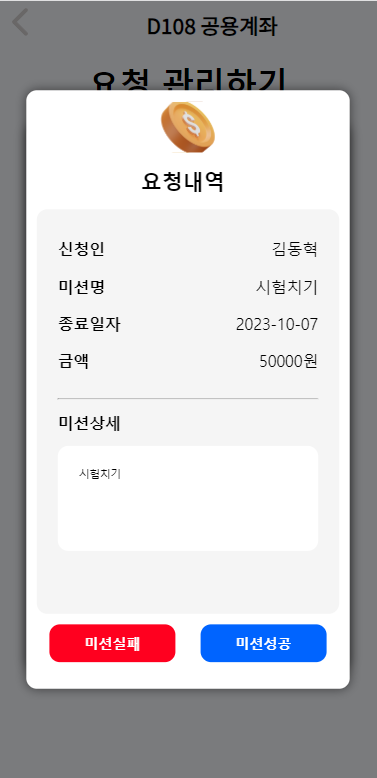 D108 공용계좌
요청 관리하기
요청내역
신청인 김동혁
미션명 시험치기
종료일자 2023-10-07
금액 50000원
미션상세
시험치기
미션실패 미션성공